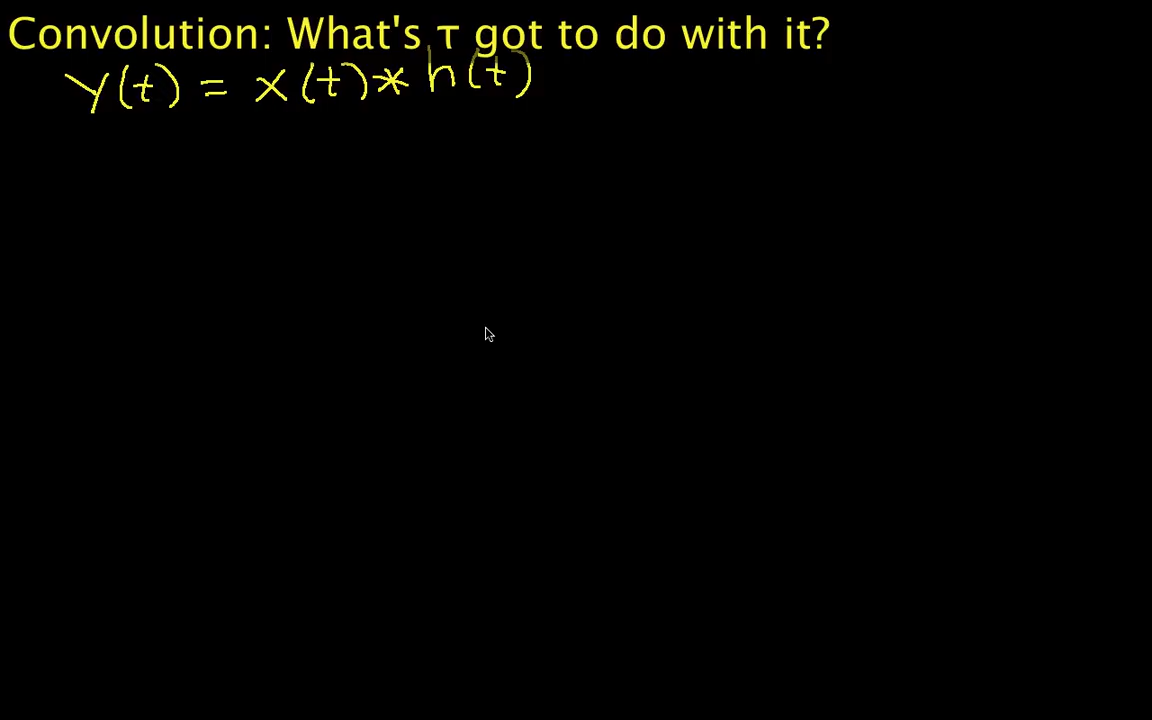 Convolution: What's τ got to do with it?
y(t) = x(t)* h(t)